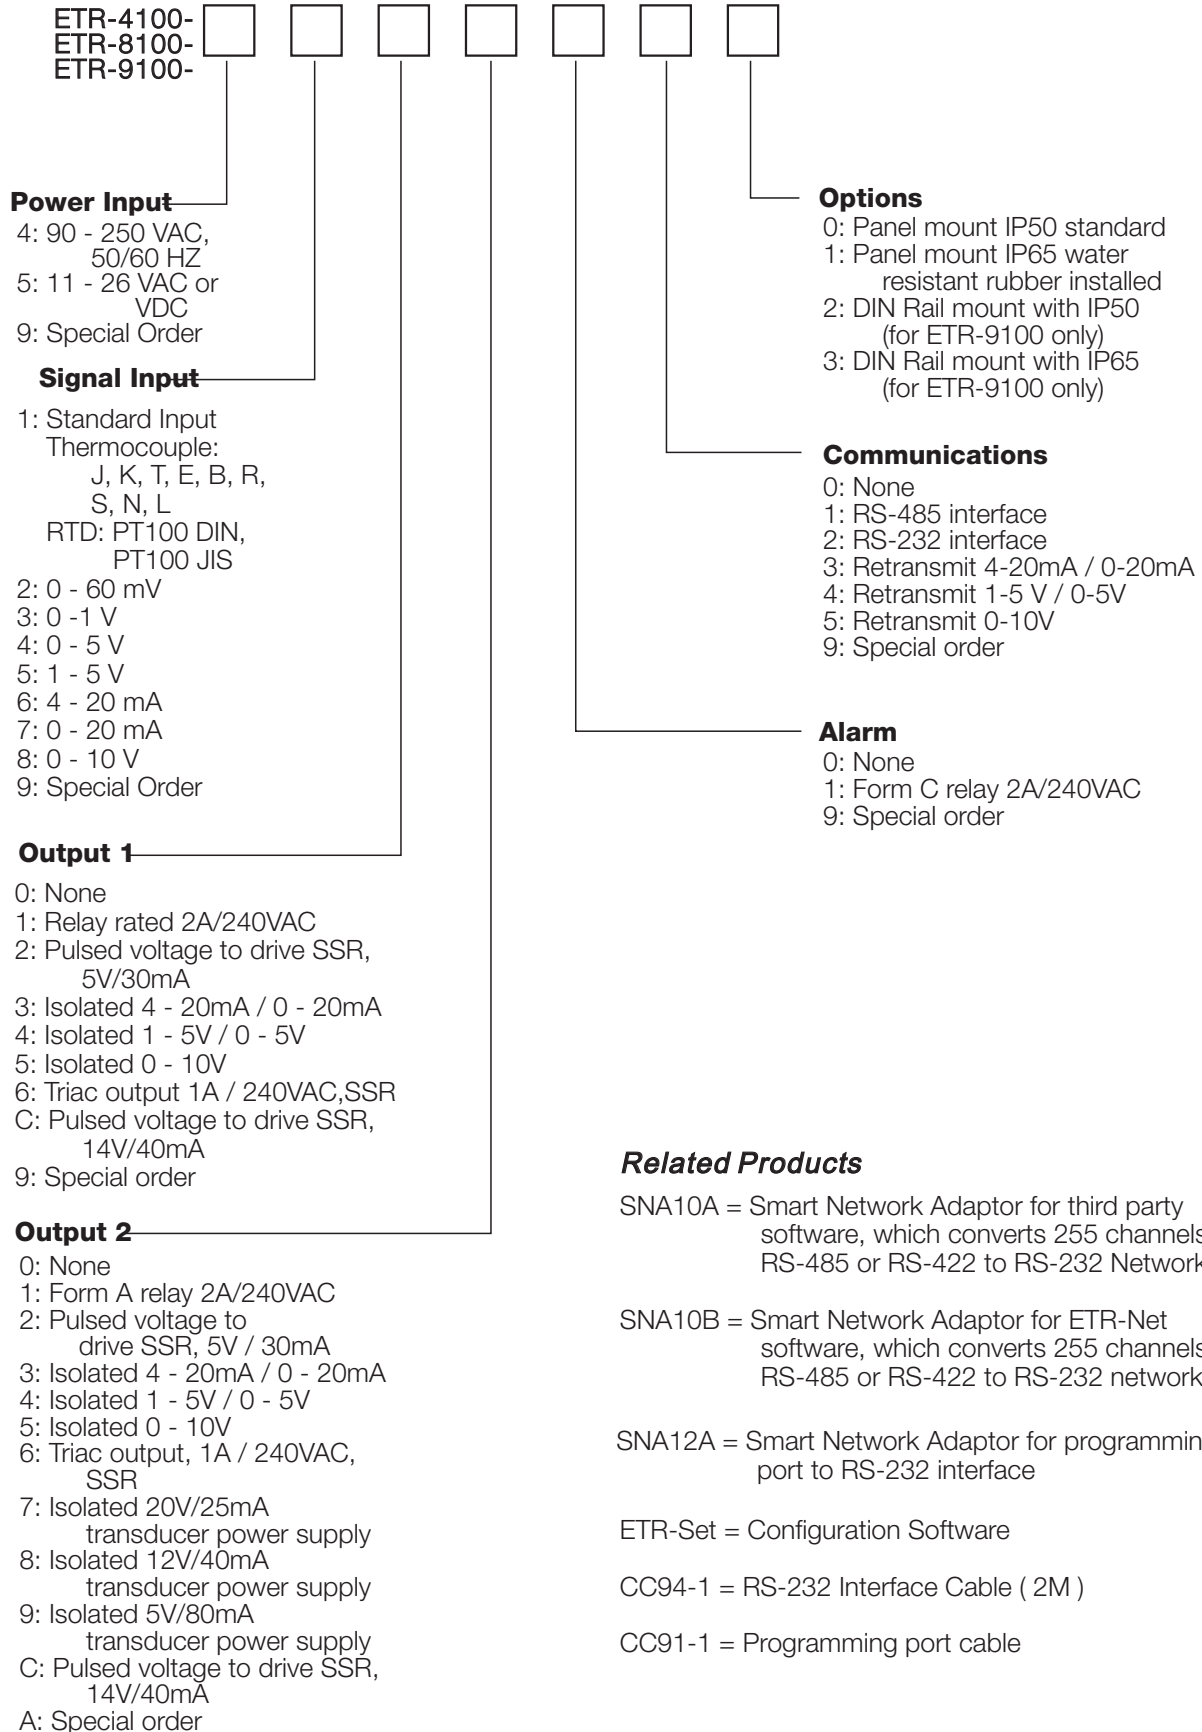 ETR-4100-
ETR-8100-
ETR-9100-
Power Input
4: 90 - 250 VAC,
50/60 HZ
5: 11 - 26 VAC or
VDC
9: Special Order
Signal Input
1: Standard Input
Thermocouple:
J, K, T, E, B, R,
S, N, L
RTD: PT100 DIN,
PT100 JIS
2: 0 - 60 mV
3: 0 -1 V
4: 0 - 5 V
5: 1 - 5 V
6: 4 - 20 mA
7: 0 - 20 mA
8: 0 - 10 V
9: Special Order
Output 1
0: None
1: Relay rated 2A/240VAC
2: Pulsed voltage to drive SSR,
5V/30mA
3: Isolated 4 - 20mA / 0 - 20mA
4: Isolated 1 - 5V / 0 - 5V
5: Isolated 0 - 10V
6: Triac output 1A / 240VAC,SSR
C: Pulsed voltage to drive SSR,
14V/40mA
9: Special order
Output 2
0: None
1: Form A relay 2A/240VAC
2: Pulsed voltage to
drive SSR, 5V / 30mA
3: Isolated 4 - 20mA / 0 - 20mA
4: Isolated 1 - 5V / 0 - 5V
5: Isolated 0 - 10V
6: Triac output, 1A / 240VAC,
SSR
7: Isolated 20V/25mA
transducer power supply
8: Isolated 12V/40mA
transducer power supply
9: Isolated 5V/80mA
transducer power supply
C: Pulsed voltage to drive SSR,
14V/40mA
A: Special order
Options
0: Panel mount IP50 standard
1: Panel mount IP65 water
resistant rubber installed
2: DIN Rail mount with IP50
(for ETR-9100 only)
3: DIN Rail mount with IP65
(for ETR-9100 only)
Communications
0: None
1: RS-485 interface
2: RS-232 interface
3: Retransmit 4-20mA / 0-20mA
4: Retransmit 1-5 V / 0-5V
5: Retransmit 0-10V
9: Special order
Alarm
0: None
1: Form C relay 2A/240VAC
9: Special order
Related Products
SNA10A = Smart Network Adaptor for third party
software, which converts 255 channels
RS-485 or RS-422 to RS-232 Network
SNA10B = Smart Network Adaptor for ETR-Net
software, which converts 255 channels
RS-485 or RS-422 to RS-232 network
SNA12A = Smart Network Adaptor for programmin
port to RS-232 interface
ETR-Set = Configuration Software
CC94-1 = RS-232 Interface Cable ( 2M )
CC91-1 = Programming port cable